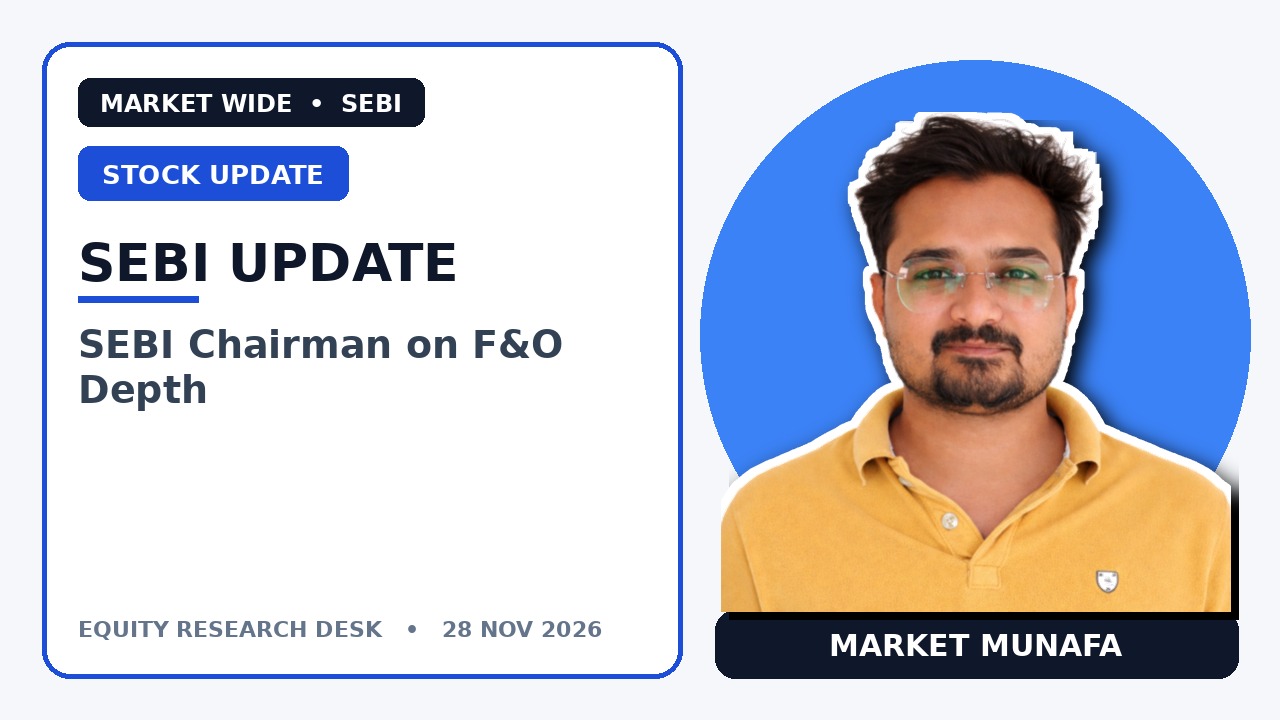 MARKET WIDE • SEBI
STOCK UPDATE
SEBI UPDATE
SEBI Chairman on F&O
Depth
EQUITY RESEARCH DESK • 28 NOV 2026
MARKET MUNAFA